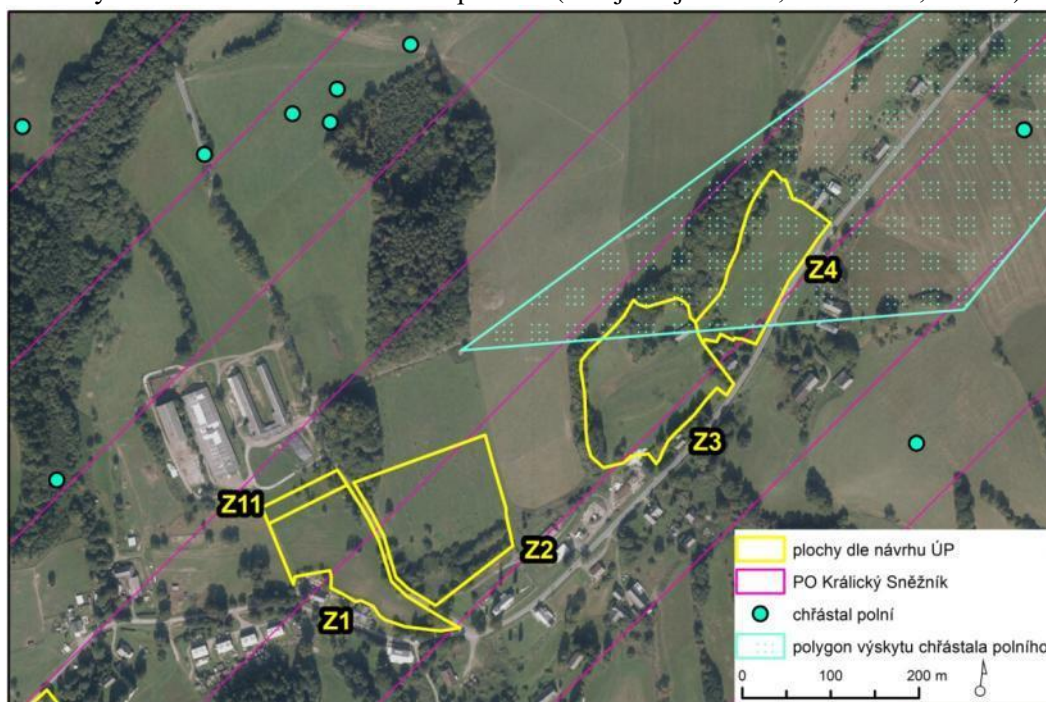 Z4
Z3
Z11
Z2
Z1
plochy dle návrhu ÚP
PO Králický Sněžník
chřástal polní
polygon výskytu chřástala polního
0 100 200 m